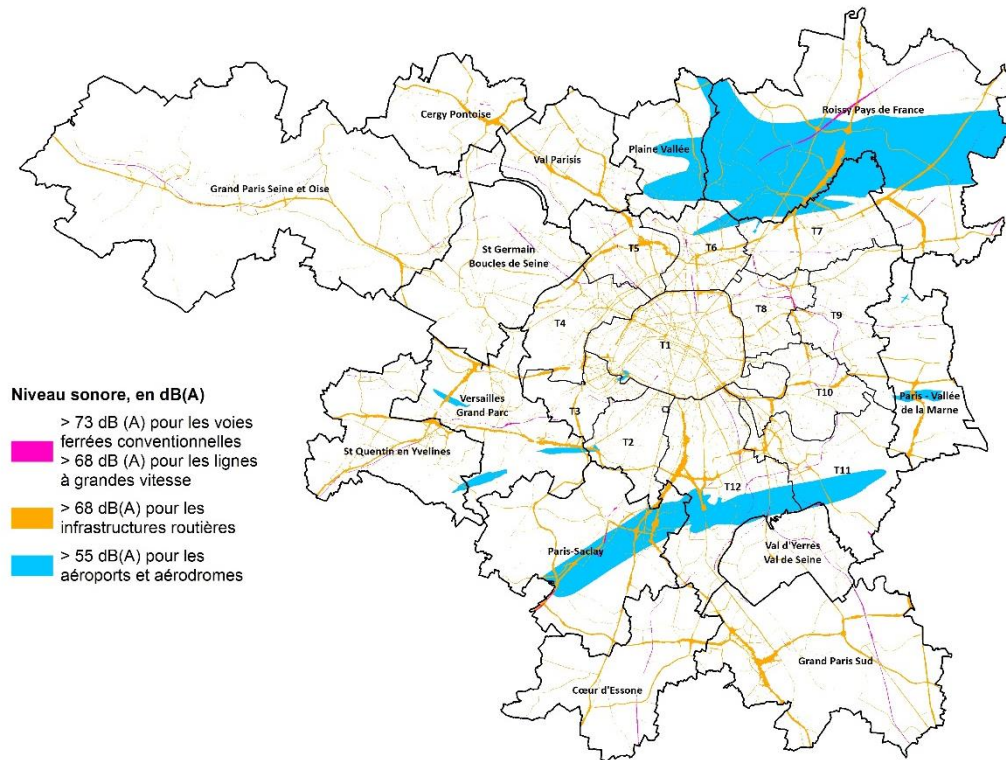 Roissy Pays de France
Cergy Pontoise
Plaine Vallée
Val Parisis
Grand Paris Seine et Oise
T7
St Germain
Boucles de Seine
T5
T6
T8
T9
T4
T1
Niveau sonore, en dB(A)
> 73 dB (A) pour les voies
ferrées conventionnelles
> 68 dB (A) pour les lignes
à grandes vitesse
> 68 dB(A) pour les
infrastructures routières
> 55 dB(A) pour les
aéroports et aérodromes
Versailles
Grand Parc
T10
Paris - Vallée
de la Marne
T3
T2
St Quentin en Yvelines
T11
T12
Paris-Saclay
Val d'Yerres
Val de Seine
Grand Paris Sud
Cœur d'Essone